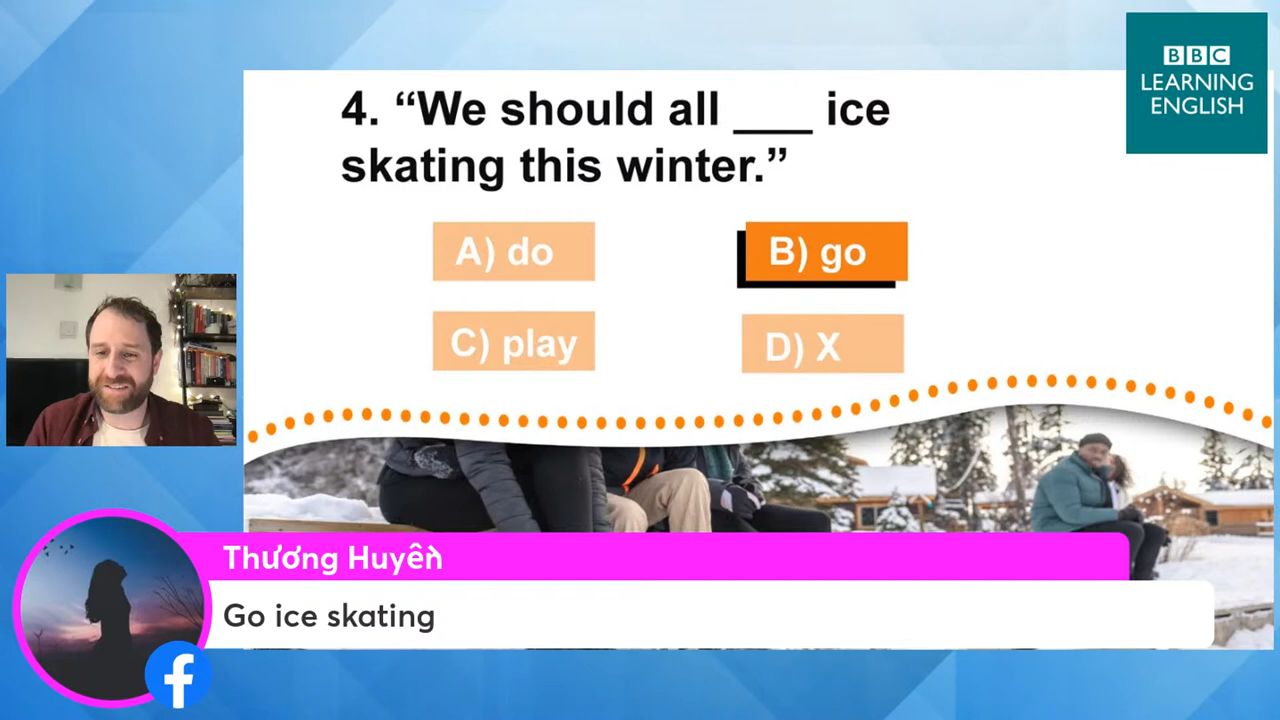 BBC
LEARNING
ENGLISH
4. “We should all ___ ice
skating this winter.”
A) do
B) go
C) play
D) X
Thương Huyền
Go ice skating